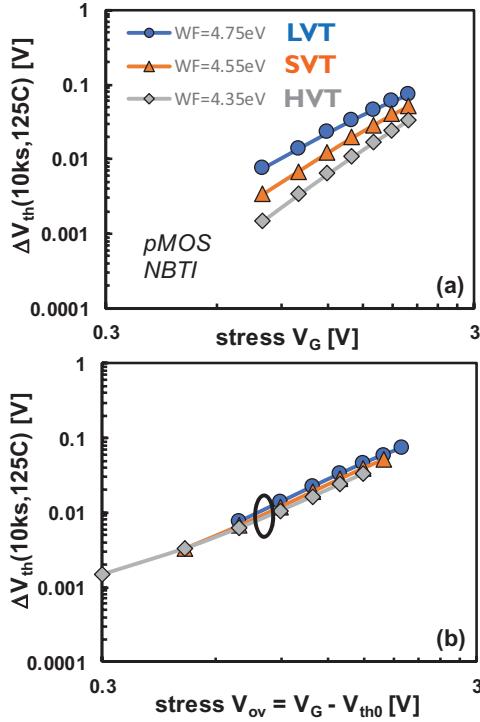 (a)
1
0.1
0.01
0.001
0.0001
ΔVth(10ks,125C) [V]
WF=4.75eV LVT
WF=4.55eV SVT
WF=4.35eV HVT
pMOS
NBTI
(a)
0.3
3
stress VG [V]
1
0.1
0.01
0.001
0.0001
ΔVth(10ks,125C) [V]
(b)
0.3
3
stress Vov = VG - Vth0 [V]